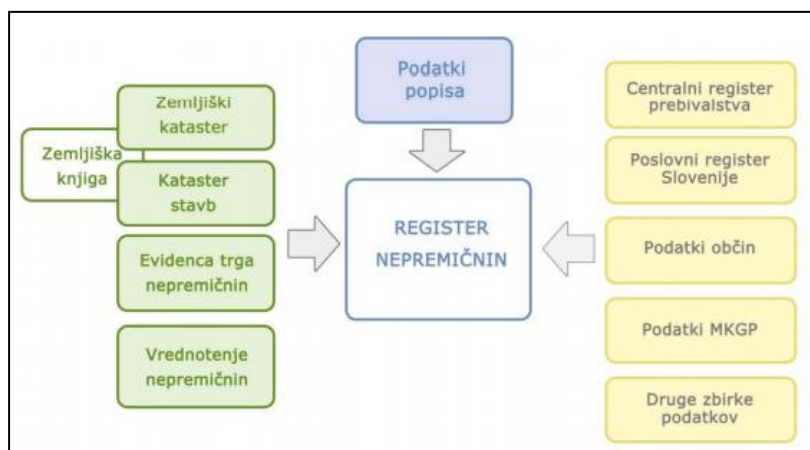 Podatki
popisa
Zemljiška
knjiga
Zemljiški
kataster
Kataster
stavb
Evidenca trga
nepremičnin
Vrednotenje
nepremičnin
REGISTER
NEPREMIČNIN
Centralni register
prebivalstva
Poslovni register
Slovenije
Podatki občin
Podatki MKGP
Druge zbirke
podatkov